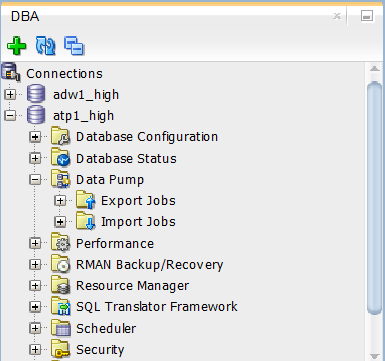 DBA
Connections
adw1_high
atp1_high
Database Configuration
Database Status
Data Pump
Export Jobs
Import Jobs
Performance
RMAN Backup/Recovery
Resource Manager
SQL Translator Framework
Scheduler
Security